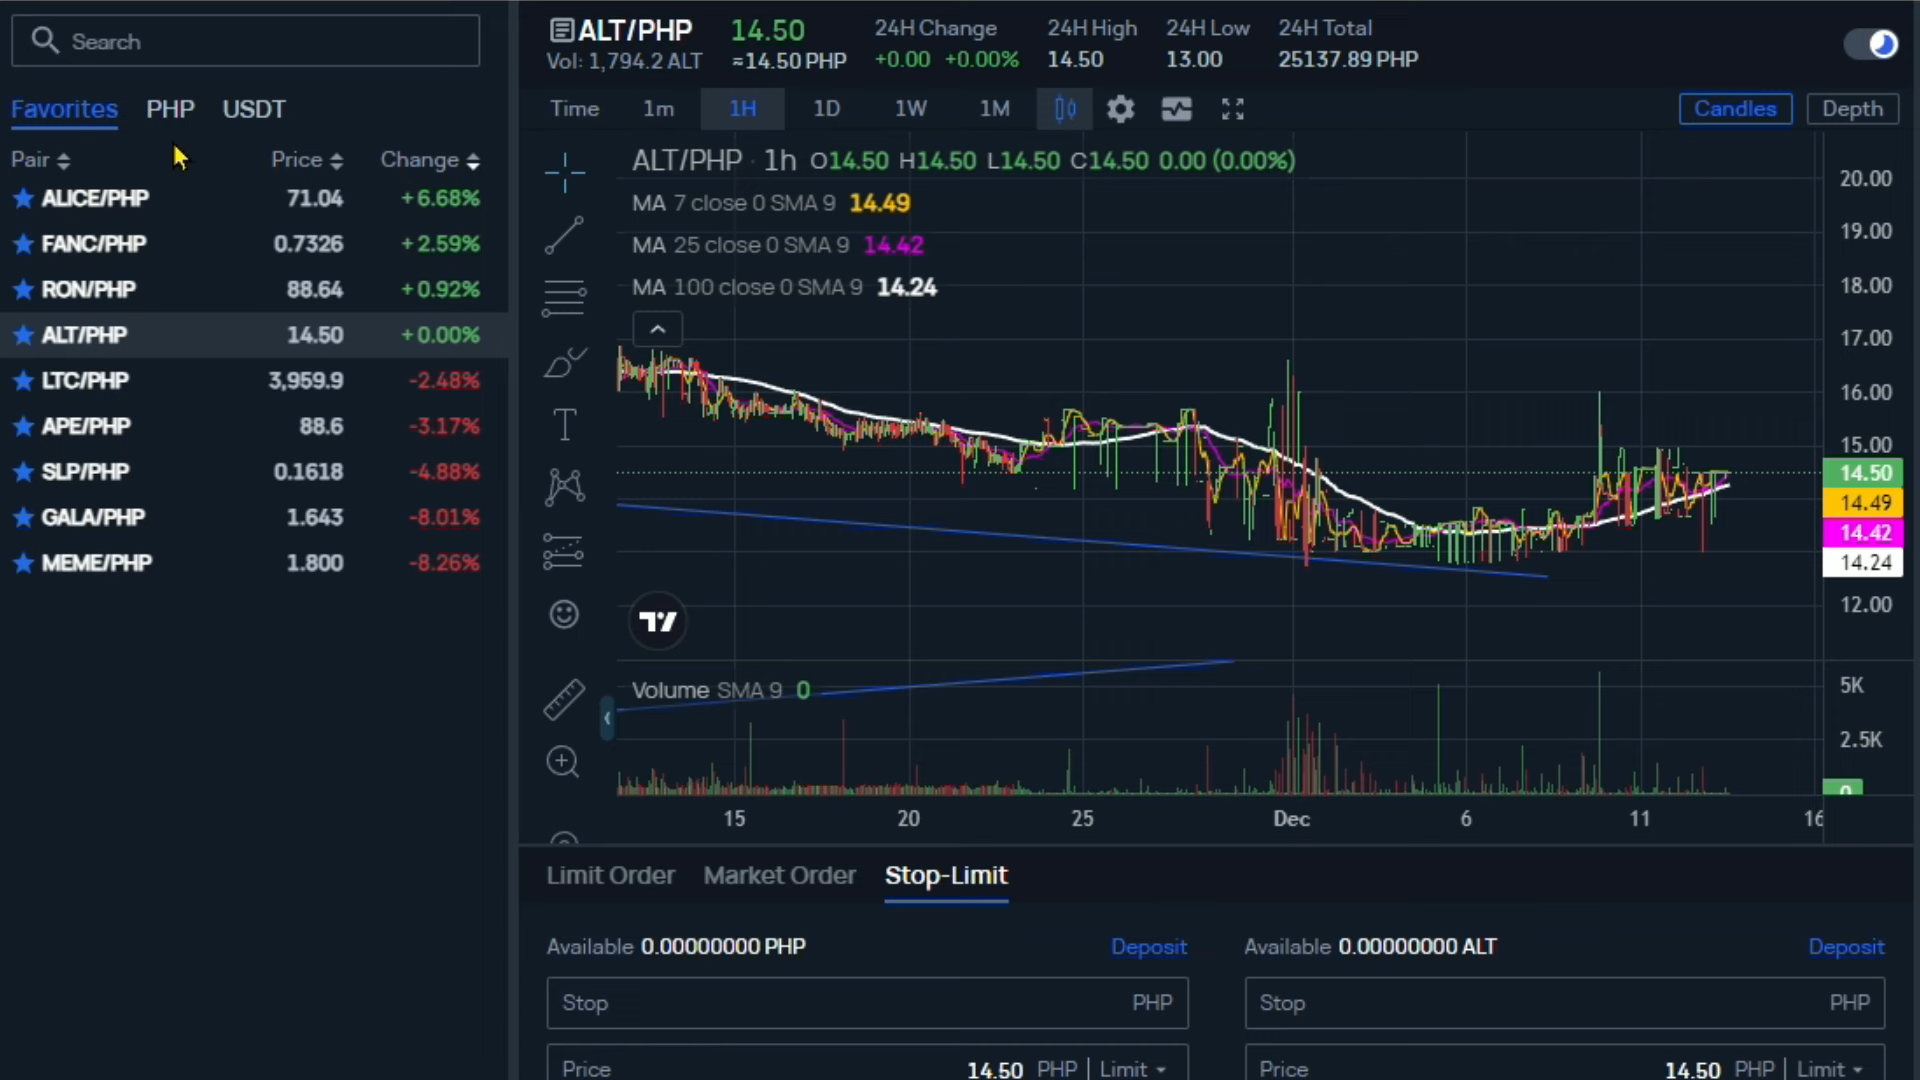 Search
Favorites PHP USDT
Pair Price Change
ALICE/PHP 71.04 +6.68%
FANC/PHP 0.7326 +2.59%
RON/PHP 88.64 +0.92%
ALT/PHP 14.50 +0.00%
LTC/PHP 3,959.9 -2.48%
APE/PHP 88.6 -3.17%
SLP/PHP 0.1618 -4.88%
GALA/PHP 1.643 -8.01%
MEME/PHP 1.800 -8.26%
ALT/PHP 14.50 24H Change 24H High 24H Low 24H Total
Vol: 1,794.2 ALT ≈14.50 PHP +0.00 +0.00% 14.50 13.00 25137.89 PHP
Time 1m 1H 1D 1W 1M Candles Depth
ALT/PHP · 1h O14.50 H14.50 L14.50 C14.50 0.00 (0.00%)
MA 7 close 0 SMA 9 14.49
MA 25 close 0 SMA 9 14.42
MA 100 close 0 SMA 9 14.24
20.00
19.00
18.00
17.00
16.00
15.00
14.50
14.49
14.42
14.24
12.00
Volume SMA 9 0
5K
2.5K
0
15 20 25 Dec 6 11 16
Limit Order Market Order Stop-Limit
Available 0.00000000 PHP Deposit Available 0.00000000 ALT Deposit
Stop PHP Stop PHP
Price 14.50 PHP | Limit Price 14.50 PHP | Limit